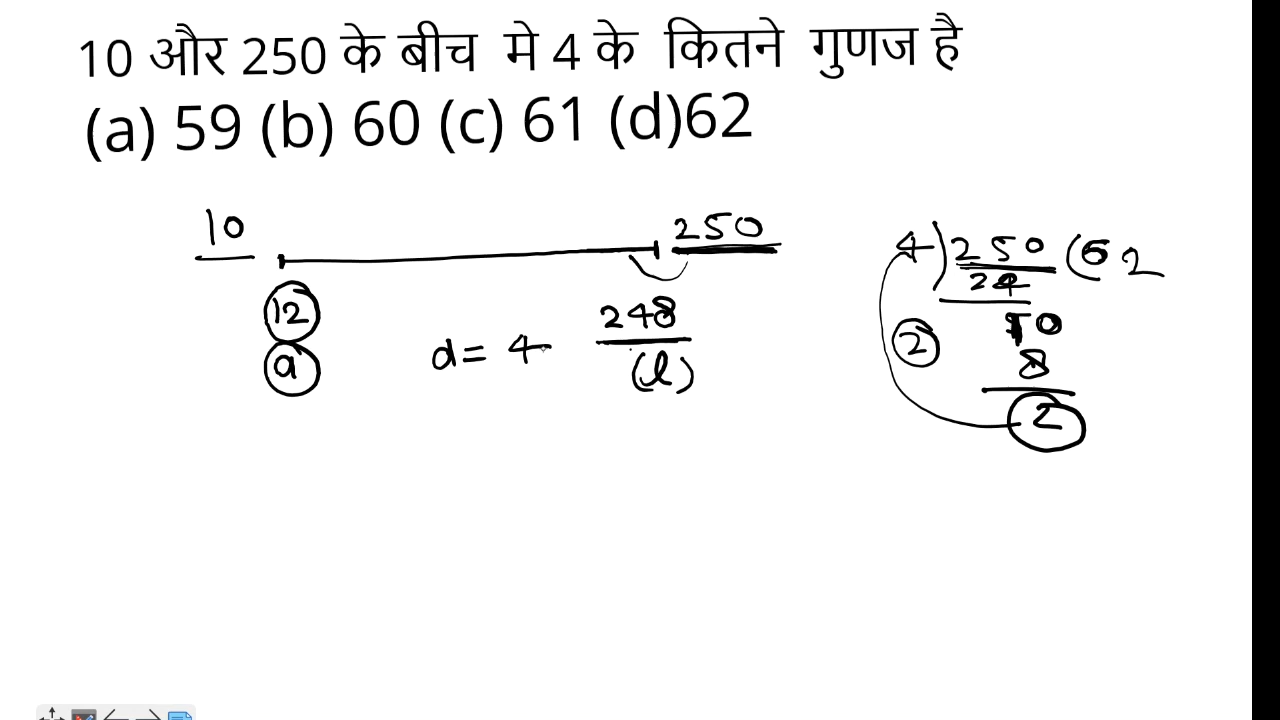 10 और 250 के बीच मे 4 के कितने गुणज है
(a) 59 (b) 60 (c) 61 (d)62
10 250
4)250(62
24
12 248 10
a d= 4 (l) 2 8
2